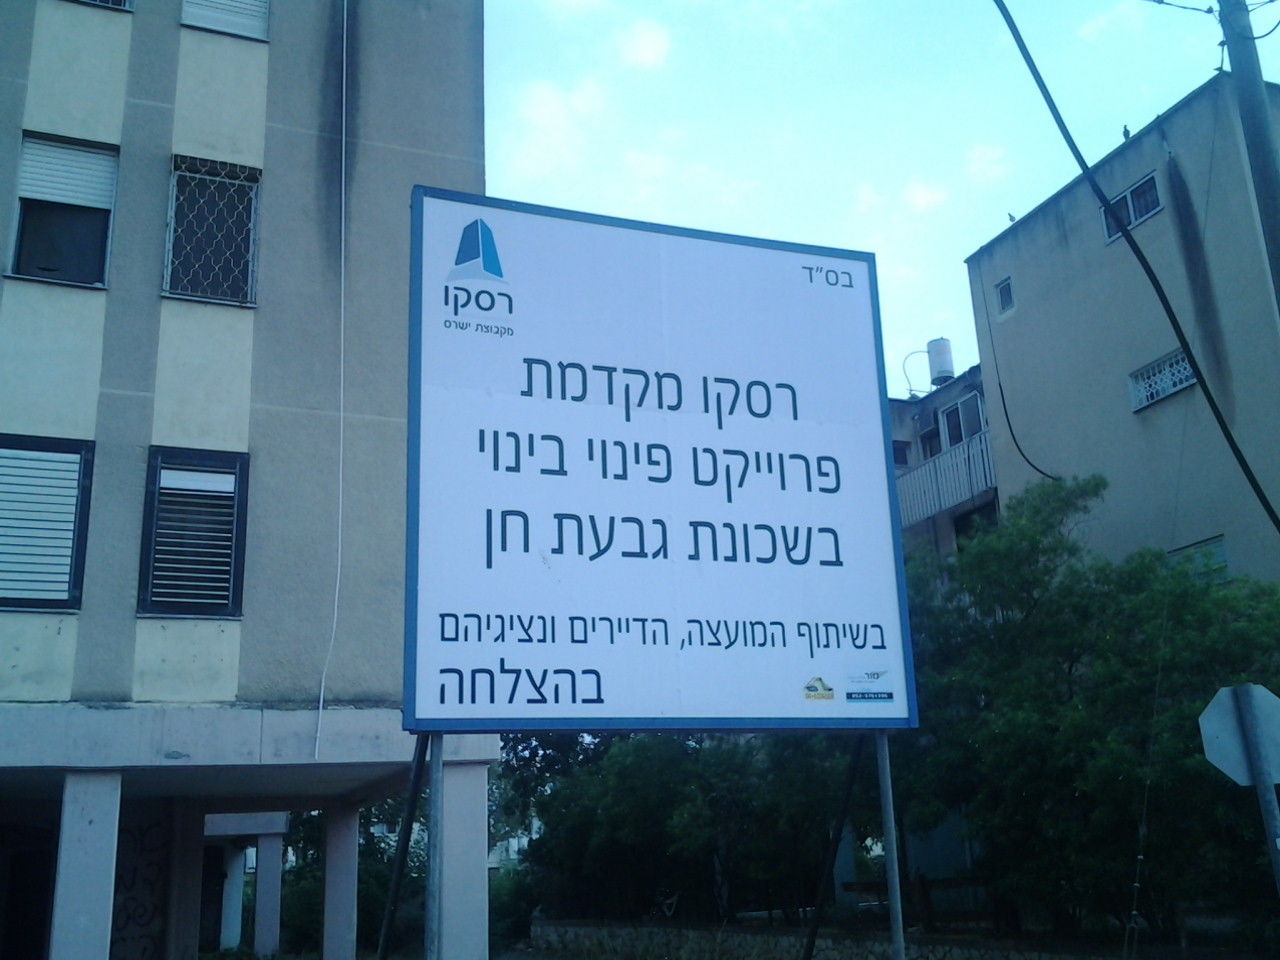 בס"ד
רסקו
מקבוצת ישרס
רסקו מקדמת
פרוייקט פינוי בינוי
בשכונת גבעת חן
בשיתוף המועצה, הדיירים ונציגיהם
בהצלחה